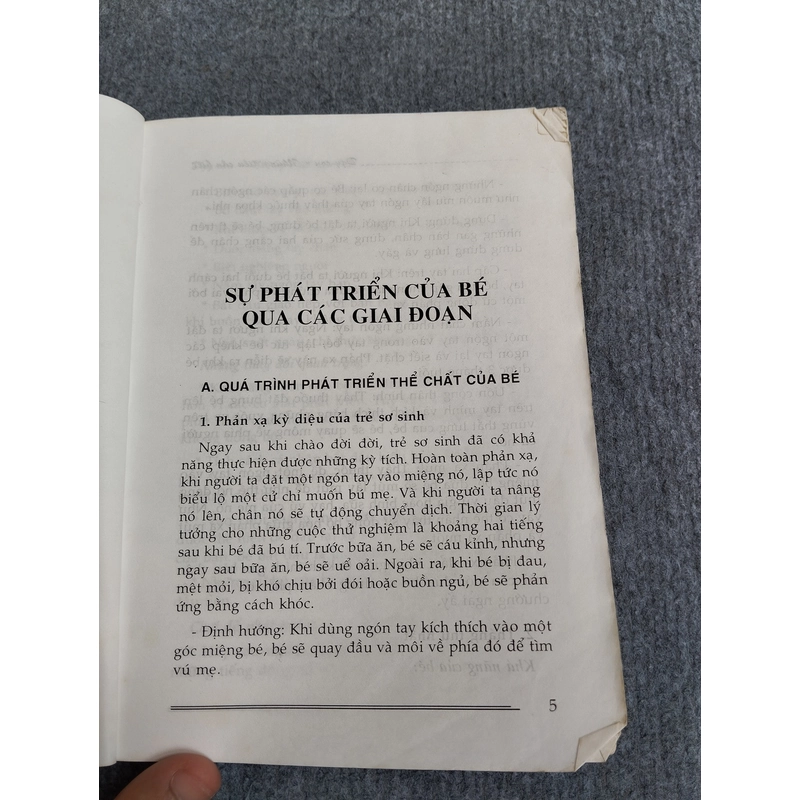 SỰ PHÁT TRIỂN CỦA BÉ
QUA CÁC GIAI ĐOẠN
A. QUÁ TRÌNH PHÁT TRIỂN THỂ CHẤT CỦA BÉ
1. Phản xạ kỳ diệu của trẻ sơ sinh
Ngay sau khi chào đời đời, trẻ sơ sinh đã có khả
năng thực hiện được những kỳ tích. Hoàn toàn phản xạ,
khi người ta đặt một ngón tay vào miệng nó, lập tức nó
biểu lộ một cử chỉ muốn bú mẹ. Và khi người ta nâng
nó lên, chân nó sẽ tự động chuyển dịch. Thời gian lý
tưởng cho những cuộc thử nghiệm là khoảng hai tiếng
sau khi bé đã bú tí. Trước bữa ăn, bé sẽ cáu kỉnh, nhưng
ngay sau bữa ăn, bé sẽ uể oải. Ngoài ra, khi bé bị đau,
mệt mỏi, bị khó chịu bởi đói hoặc buồn ngủ, bé sẽ phản
ứng bằng cách khóc.
- Định hướng: Khi dùng ngón tay kích thích vào một
góc miệng bé, bé sẽ quay đầu và môi về phía đó để tìm
vú mẹ.
5